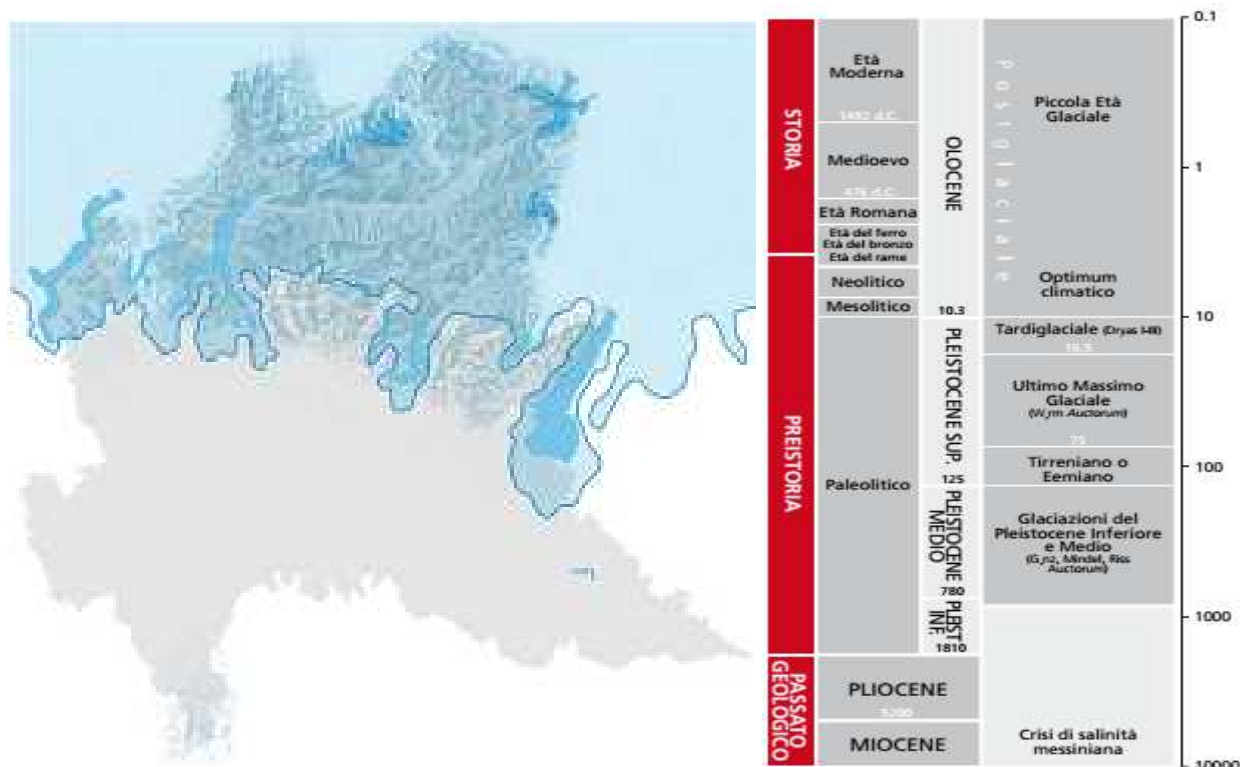 STORIA
PREISTORIA
PASSATO
GEOLOGICO
Età
Moderna
1492 d.C.
Medioevo
476 d.C.
Età Romana
Età del ferro
Età del bronzo
Età del rame
Neolitico
Mesolitico
Paleolitico
PLIOCENE
5200
MIOCENE
OLOCENE
10.3
PLEISTOCENE SUP.
125
PLEISTOCENE
MEDIO
780
PLEIST.
INF.
1810
Postglaciale
Piccola Età
Glaciale
Optimum
climatico
Tardiglaciale (Dryas I-III)
Ultimo Massimo
Glaciale
(W,rm Auctorum)
75
Tirreniano o
Eemiano
Glaciazioni del
Pleistocene Inferiore
e Medio
(G,nz, Mindel, Riss
Auctorum)
Crisi di salinità
messiniana
0.1
1
10
100
1000
10000